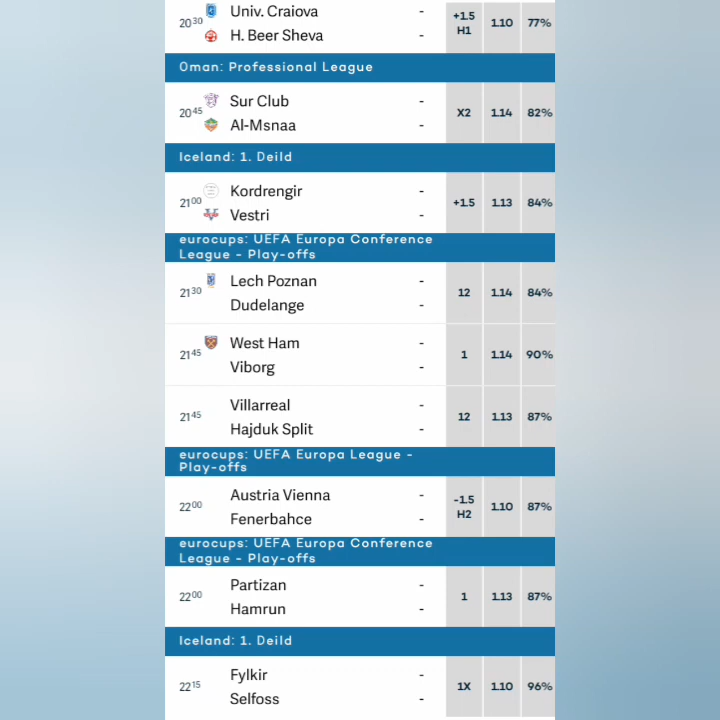 Univ. Craiova -
20 30 +1.5 H1 1.10 77%
H. Beer Sheva -
Oman: Professional League
Sur Club -
20 45 X2 1.14 82%
Al-Msnaa -
Iceland: 1. Deild
Kordrengir -
21 00 +1.5 1.13 84%
Vestri -
eurocups: UEFA Europa Conference
League - Play-offs
Lech Poznan -
21 30 12 1.14 84%
Dudelange -
West Ham -
21 45 1 1.14 90%
Viborg -
Villarreal -
21 45 12 1.13 87%
Hajduk Split -
eurocups: UEFA Europa League -
Play-offs
Austria Vienna -
22 00 -1.5 H2 1.10 87%
Fenerbahce -
eurocups: UEFA Europa Conference
League - Play-offs
Partizan -
22 00 1 1.13 87%
Hamrun -
Iceland: 1. Deild
Fylkir -
22 15 1X 1.10 96%
Selfoss -